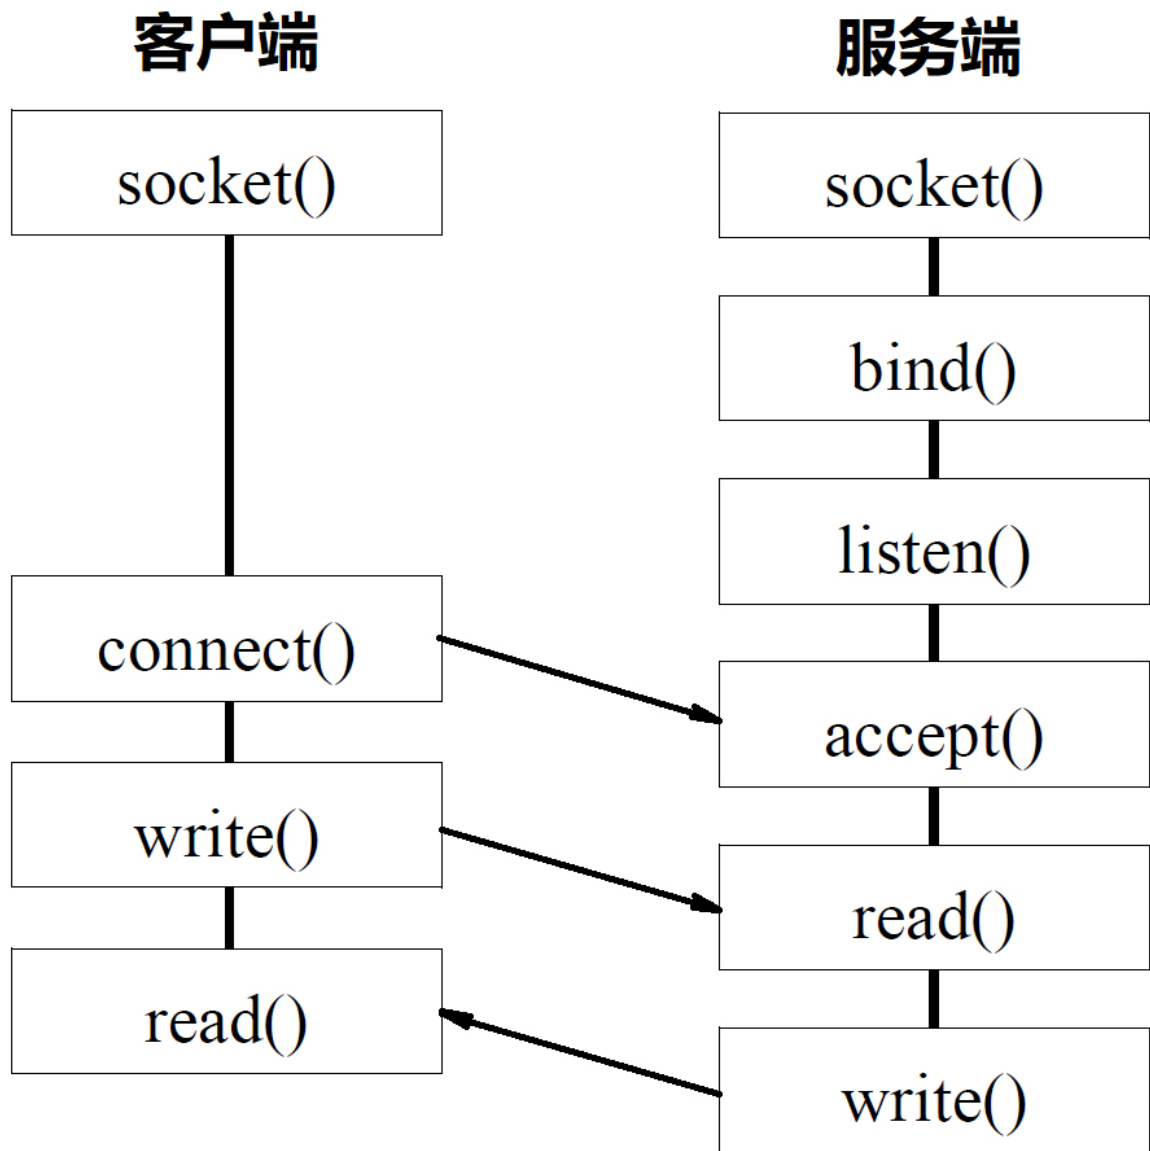 客户端
服务端
socket()
socket()
bind()
listen()
connect()
accept()
write()
read()
read()
write()